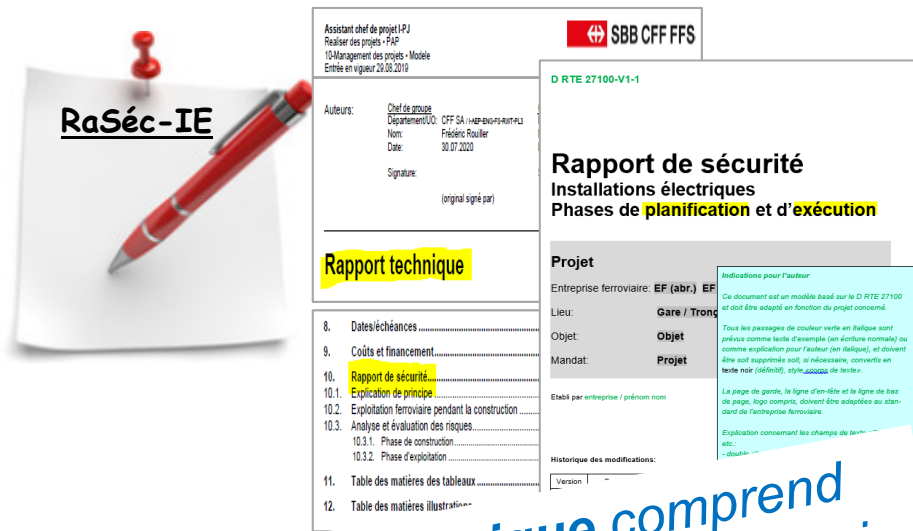 RaSéc-IE
Assistant chef de projet I-PJ
Realiser des projets - PAP
10-Management des projets - Modele
Entrée en vigueur 29.08.2019
SBB CFF FFS
Auteurs:
Chef de groupe
Département/UO: CFF SA / I-AEP-ENG-FS-RWT-PL3
Nom: Frédéric Rouiller
Date: 30.07.2020
Signature:
(original signé par)
Rapport technique
8. Dates/échéances
9. Coûts et financement
10. Rapport de sécurité
10.1. Explication de principe
10.2. Exploitation ferroviaire pendant la construction
10.3. Analyse et évaluation des risques
10.3.1. Phase de construction
10.3.2. Phase d'exploitation
11. Table des matières des tableaux
12. Table des matières illustrations
D RTE 27100-V1-1
Rapport de sécurité
Installations électriques
Phases de planification et d'exécution
Projet
Entreprise ferroviaire: EF (abr.) EF
Lieu: Gare / Tronç
Objet: Objet
Mandat: Projet
Etabli par entreprise / prénom nom
Historique des modifications:
Version
Indications pour l'auteur
Ce document est un modèle basé sur le D RTE 27100
et doit être adapté en fonction du projet concerné.
Tous les passages de couleur verte en italique sont
prévus comme texte d'exemple (en écriture normale) ou
comme explication pour l'auteur (en italique), et doivent
être soit supprimés soit, si nécessaire, convertis en
texte noir (définitif), style «corps de texte».
La page de garde, la ligne d'en-tête et la ligne de bas
de page, logo compris, doivent être adaptées au stan-
dard de l'entreprise ferroviaire.
Explication concernant les champs de texte
etc.:
comprend